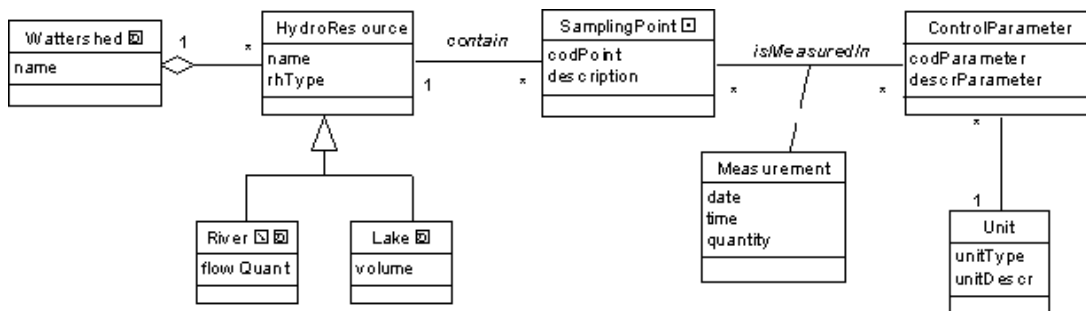 Wattershed
name
1
*
HydroResource
name
rhType
contain
1
*
SamplingPoint
codPoint
description
isMeasuredIn
*
*
ControlParameter
codParameter
descrParameter
*
1
Measurement
date
time
quantity
River
flowQuant
Lake
volume
Unit
unitType
unitDescr